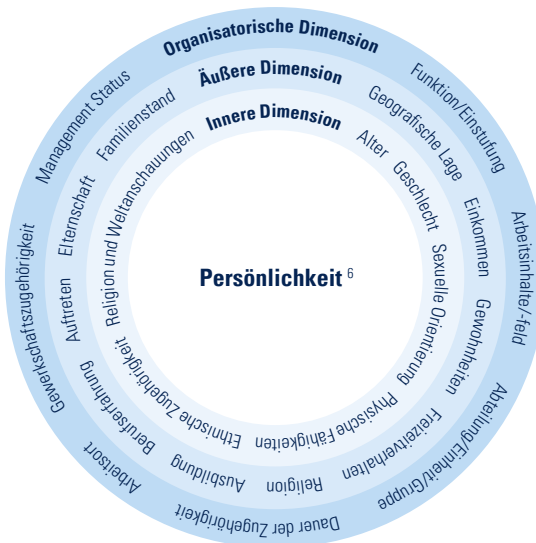 Organisatorische Dimension
Funktion/Einstufung
Arbeitsinhalte/-feld
Abteilung/Einheit/Gruppe
Dauer der Zugehörigkeit
Arbeitsort
Gewerkschaftszugehörigkeit
Management Status
Äußere Dimension
Geografische Lage
Einkommen
Gewohnheiten
Freizeitverhalten
Religion
Ausbildung
Berufserfahrung
Auftreten
Elternschaft
Familienstand
Innere Dimension
Alter
Geschlecht
Sexuelle Orientierung
Physische Fähigkeiten
Ethnische Zugehörigkeit
Religion und Weltanschauungen
Persönlichkeit 6